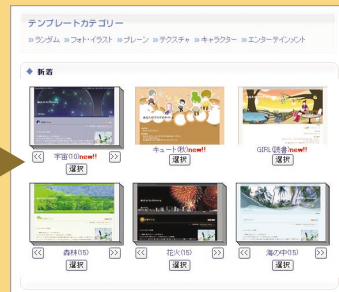 テンプレートカテゴリー
»ランダム »フォト・イラスト »プレーン »テクスチャ »キャラクター »エンターテインメント
◆ 新着
<< 宇宙(10)new!! >>
選択
キュート(秋)new!!
選択
GIRL(読書)new!!
選択
<< 森林(15) >>
選択
<< 花火(15) >>
選択
<< 海の中(15) >>
選択